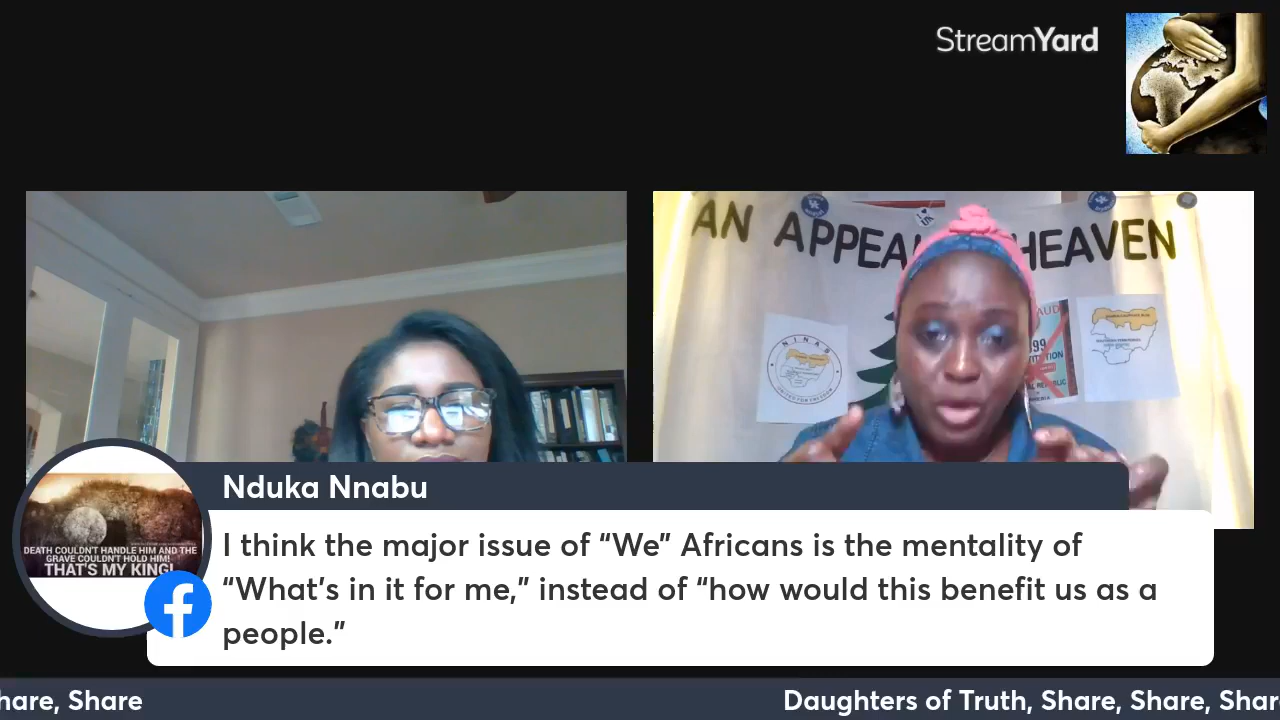 StreamYard
AN APPEA HEAVEN
NINAS
Nduka Nnabu
DEATH COULDN'T HANDLE HIM AND THE
GRAVE COULDN'T HOLD HIM!
THAT'S MY KING!
I think the major issue of “We” Africans is the mentality of
“What’s in it for me,” instead of “how would this benefit us as a
people.”
hare, Share
Daughters of Truth, Share, Share, Shar